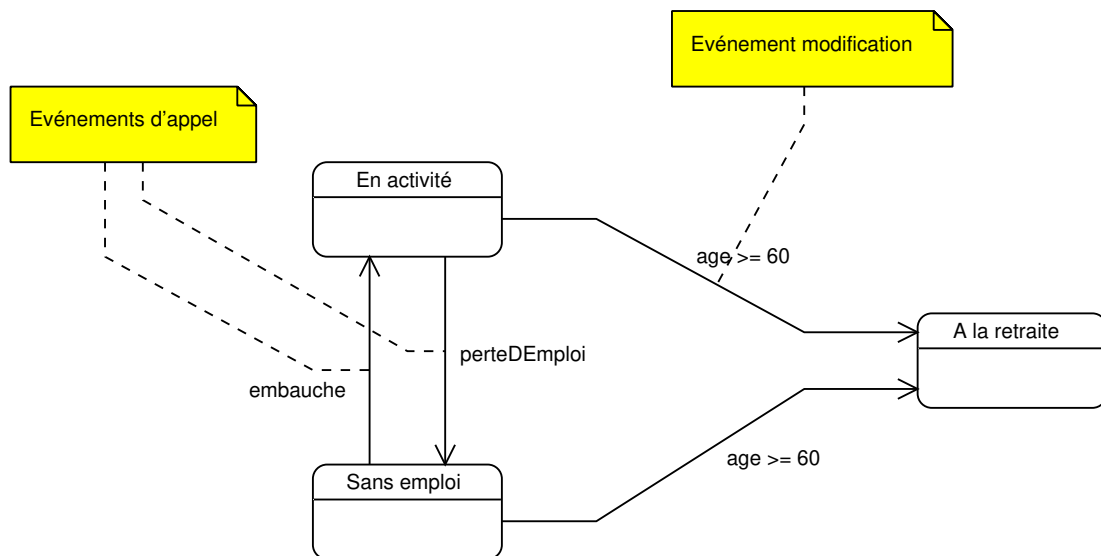 Evénement modification
Evénements d'appel
En activité
age >= 60
A la retraite
perteDEmploi
embauche
age >= 60
Sans emploi